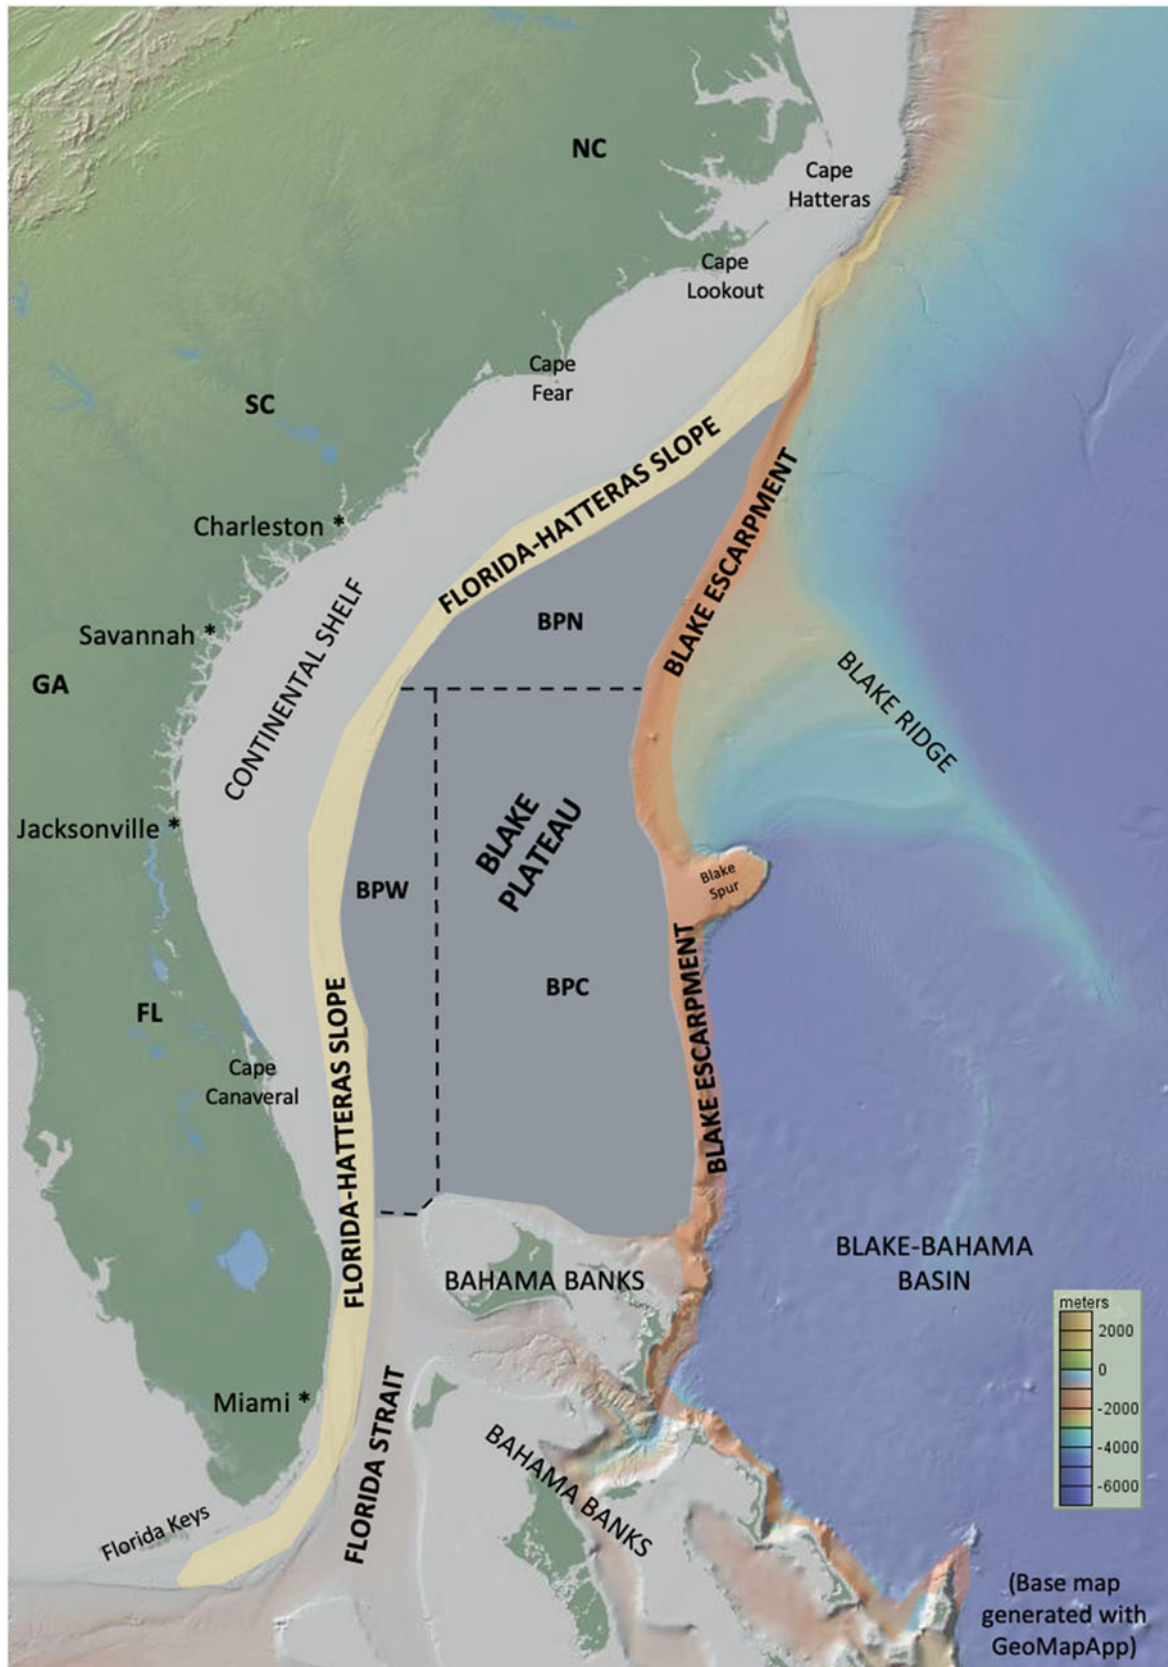 NC
Cape
Hatteras
Cape
Lookout
Cape
Fear
SC
FLORIDA-HATTERAS SLOPE
BLAKE ESCARPMENT
Charleston *
CONTINENTAL SHELF
BPN
Savannah *
GA
BLAKE RIDGE
Jacksonville *
BLAKE
PLATEAU
BPW
Blake
Spur
BPC
FL
FLORIDA-HATTERAS SLOPE
BLAKE ESCARPMENT
Cape
Canaveral
BLAKE-BAHAMA
BASIN
BAHAMA BANKS
meters
2000
0
-2000
-4000
-6000
Miami *
FLORIDA STRAIT
BAHAMA BANKS
Florida Keys
(Base map
generated with
GeoMapApp)